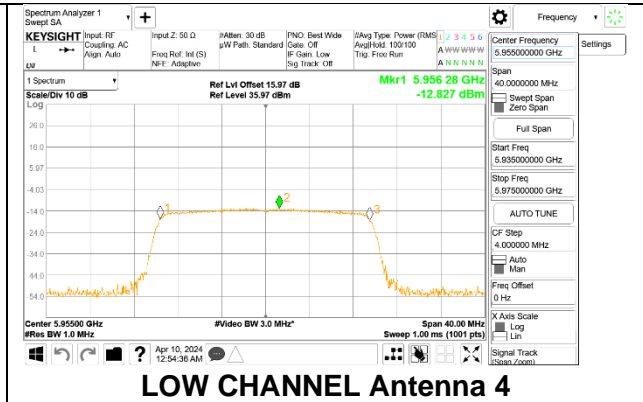 Spectrum Analyzer 1
Swept SA
Frequency
KEYSIGHT
Input: RF
Coupling: AC
Align: Auto
Input Z: 50 Ω
Freq Ref: Int (S)
NFE: Adaptive
#Atten: 30 dB
µW Path: Standard
PNO: Best Wide
Gate: Off
IF Gain: Low
Sig Track: Off
#Avg Type: Power (RMS
Avg|Hold: 100/100
Trig: Free Run
1 2 3 4 5 6
A W W W W W
A N N N N N
L
LXI
1 Spectrum
Scale/Div 10 dB
Log
Ref Lvl Offset 15.97 dB
Ref Level 35.97 dBm
Mkr1 5.956 28 GHz
-12.827 dBm
26.0
16.0
5.97
-4.03
-14.0
-24.0
-34.0
-44.0
-54.0
1
2
3
Center 5.95500 GHz
#Res BW 1.0 MHz
#Video BW 3.0 MHz*
Span 40.00 MHz
Sweep 1.00 ms (1001 pts)
Apr 10, 2024
12:54:36 AM
Center Frequency
5.955000000 GHz
Settings
Span
40.0000000 MHz
Swept Span
Zero Span
Full Span
Start Freq
5.935000000 GHz
Stop Freq
5.975000000 GHz
AUTO TUNE
CF Step
4.000000 MHz
Auto
Man
Freq Offset
0 Hz
X Axis Scale
Log
Lin
Signal Track
(Span Zoom)
LOW CHANNEL Antenna 4